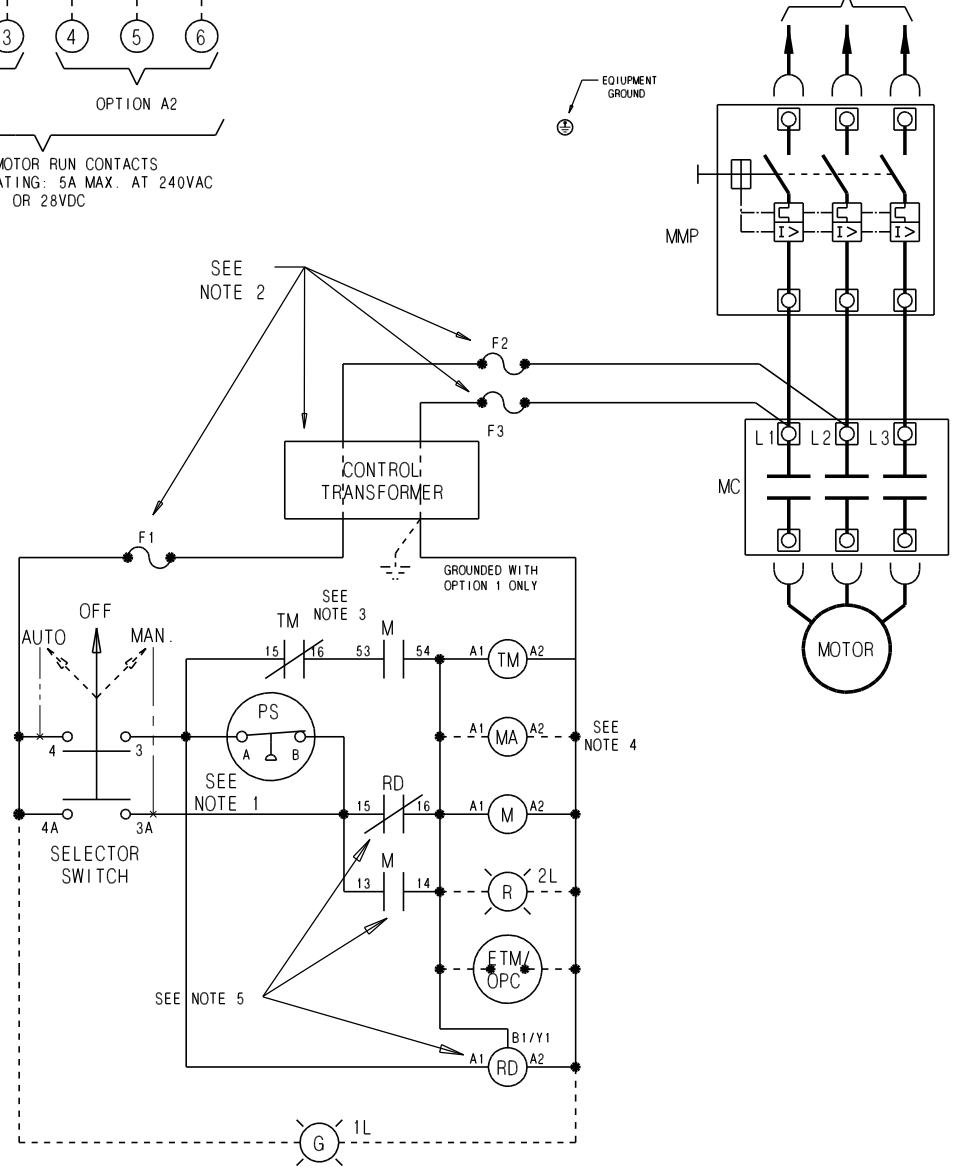 3 4 5 6
OPTION A2
MOTOR RUN CONTACTS
ATING: 5A MAX. AT 240VAC
OR 28VDC
EQIUPMENT
GROUND
MMP
I> I> I>
SEE
NOTE 2
F2
F3
L1 L2 L3
MC
CONTROL
TRANSFORMER
F1
GROUNDED WITH
OPTION 1 ONLY
MOTOR
OFF
AUTO MAN.
SEE
NOTE 3
TM M
15 16 53 54 A1 TM A2
PS
A B
4 3
A1 MA A2
SEE
NOTE 4
SEE
NOTE 1
RD
4A 3A
15 16 A1 M A2
SELECTOR
SWITCH
M
13 14 R 2L
ETM/
OPC
SEE NOTE 5
B1/Y1
A1 RD A2
G 1L